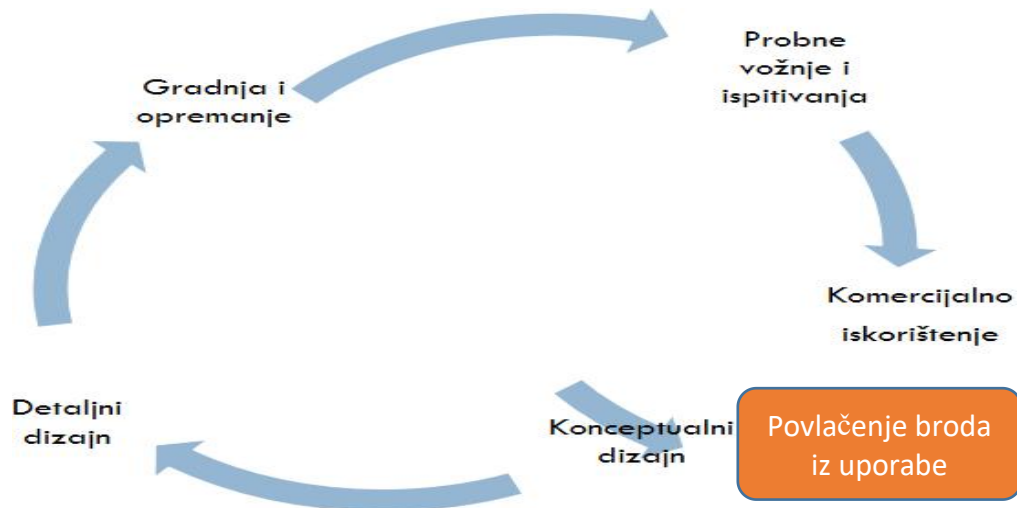 Probne
vožnje i
ispitivanja
Gradnja i
opremanje
Komercijalno
iskorištenje
Detaljni
dizajn
Konceptualni
dizajn
Povlačenje broda
iz uporabe